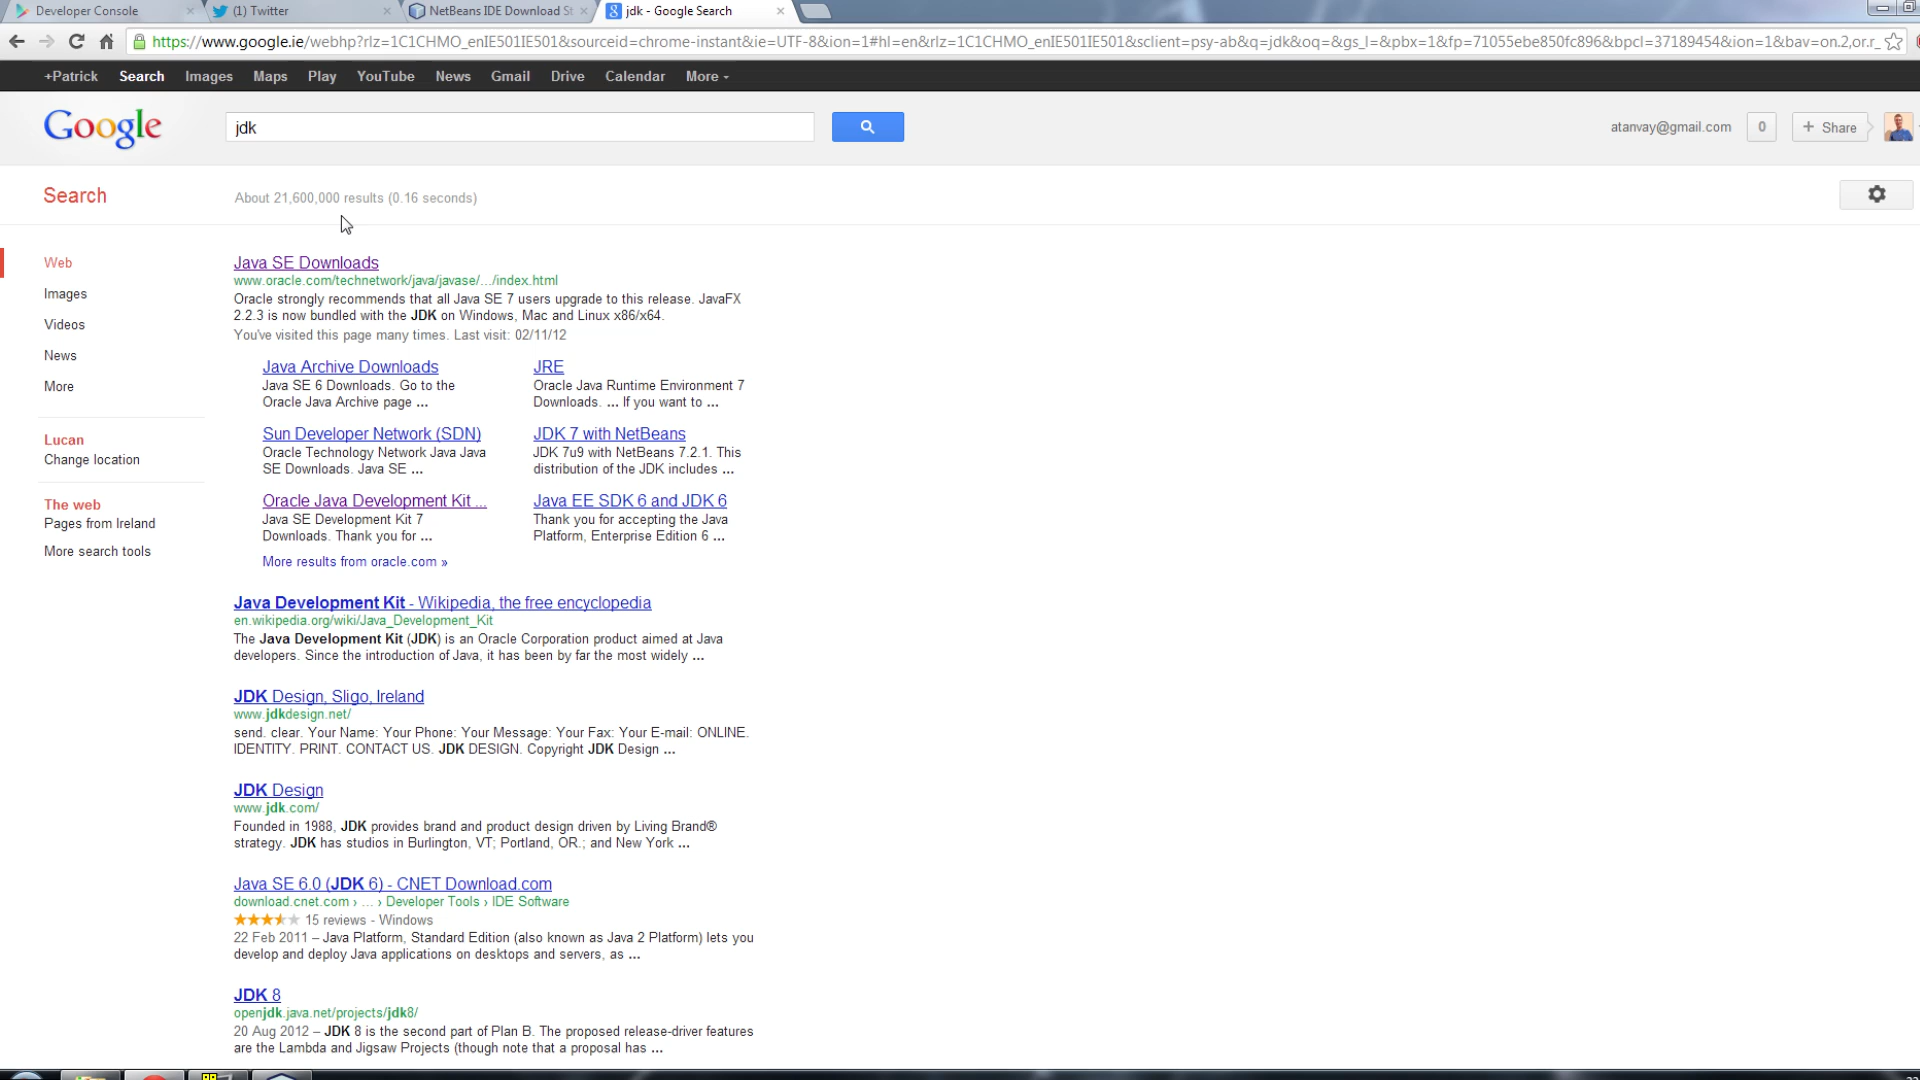 Developer Console
(1) Twitter
NetBeans IDE Download St
jdk - Google Search
https://www.google.ie/webhp?rlz=1C1CHMO_enIE501IE501&sourceid=chrome-instant&ie=UTF-8&ion=1#hl=en&rlz=1C1CHMO_enIE501IE501&sclient=psy-ab&q=jdk&oq=&gs_l=&pbx=1&fp=71055ebe850fc896&bpcl=37189454&ion=1&bav=on.2,or.r_
+Patrick Search Images Maps Play YouTube News Gmail Drive Calendar More
Google
jdk
atanvay@gmail.com
0
+ Share
Search
About 21,600,000 results (0.16 seconds)
Web
Images
Videos
News
More
Lucan
Change location
The web
Pages from Ireland
More search tools
Java SE Downloads
www.oracle.com/technetwork/java/javase/.../index.html
Oracle strongly recommends that all Java SE 7 users upgrade to this release. JavaFX
2.2.3 is now bundled with the JDK on Windows, Mac and Linux x86/x64.
You've visited this page many times. Last visit: 02/11/12
Java Archive Downloads
Java SE 6 Downloads. Go to the
Oracle Java Archive page ...
JRE
Oracle Java Runtime Environment 7
Downloads. ... If you want to ...
Sun Developer Network (SDN)
Oracle Technology Network Java Java
SE Downloads. Java SE ...
JDK 7 with NetBeans
JDK 7u9 with NetBeans 7.2.1. This
distribution of the JDK includes ...
Oracle Java Development Kit ...
Java SE Development Kit 7
Downloads. Thank you for ...
Java EE SDK 6 and JDK 6
Thank you for accepting the Java
Platform, Enterprise Edition 6 ...
More results from oracle.com »
Java Development Kit - Wikipedia, the free encyclopedia
en.wikipedia.org/wiki/Java_Development_Kit
The Java Development Kit (JDK) is an Oracle Corporation product aimed at Java
developers. Since the introduction of Java, it has been by far the most widely ...
JDK Design, Sligo, Ireland
www.jdkdesign.net/
send. clear. Your Name: Your Phone: Your Message: Your Fax: Your E-mail: ONLINE.
IDENTITY. PRINT. CONTACT US. JDK DESIGN. Copyright JDK Design ...
JDK Design
www.jdk.com/
Founded in 1988, JDK provides brand and product design driven by Living Brand®
strategy. JDK has studios in Burlington, VT; Portland, OR.; and New York ...
Java SE 6.0 (JDK 6) - CNET Download.com
download.cnet.com › ... › Developer Tools › IDE Software
15 reviews - Windows
22 Feb 2011 – Java Platform, Standard Edition (also known as Java 2 Platform) lets you
develop and deploy Java applications on desktops and servers, as ...
JDK 8
openjdk.java.net/projects/jdk8/
20 Aug 2012 – JDK 8 is the second part of Plan B. The proposed release-driver features
are the Lambda and Jigsaw Projects (though note that a proposal has ...